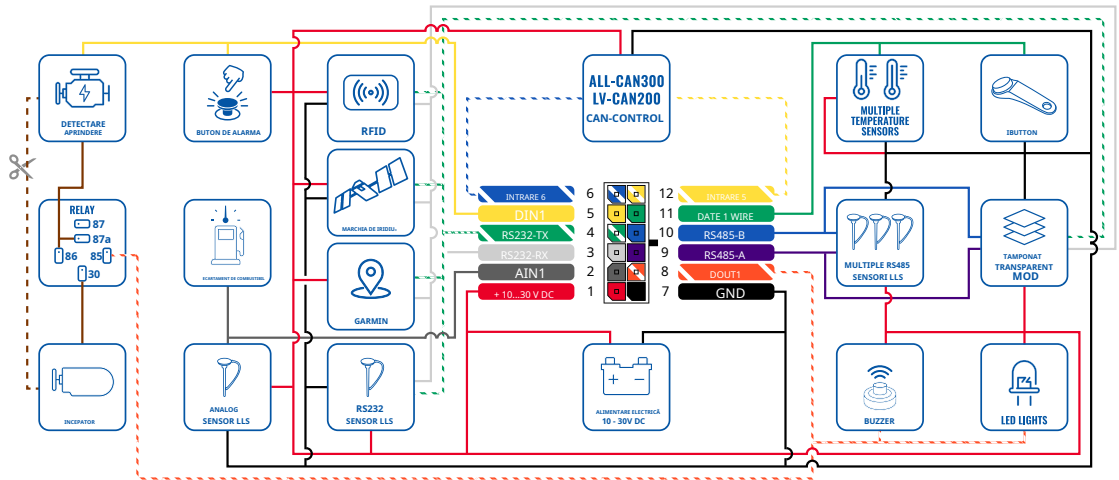 DETECTARE
APRINDERE
BUTON DE ALARMA
RFID
ALL-CAN300
LV-CAN200
CAN-CONTROL
MULTIPLE
TEMPERATURE
SENSORS
IBUTTON
MARCHIA DE IRIDIU.
RELAY
87
87a
86
85
30
ECARTAMENT DE COMBUSTIBIL
GARMIN
INTRARE 6
DIN1
RS232-TX
RS232-RX
AIN1
+ 10...30 V DC
6
5
4
3
2
1
12
11
10
9
8
7
INTRARE 5
DATE 1 WIRE
RS485-B
RS485-A
DOUT1
GND
MULTIPLE RS485
SENSORI LLS
TAMPONAT
TRANSPARENT
MOD
INCEPATOR
ANALOG
SENSOR LLS
RS232
SENSOR LLS
ALIMENTARE ELECTRICĂ
10 - 30V DC
BUZZER
LED LIGHTS